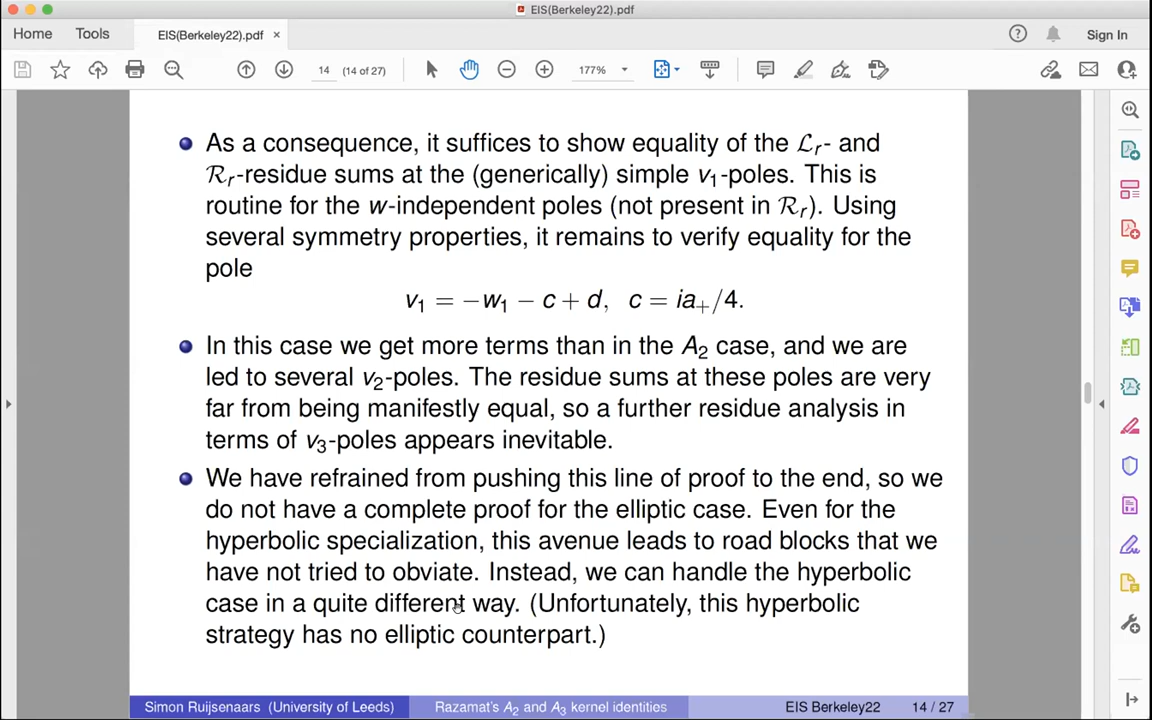 EIS(Berkeley22).pdf
Home Tools EIS(Berkeley22).pdf × Sign In
14 (14 of 27) 177%
As a consequence, it suffices to show equality of the ℒᵣ- and
ℛᵣ-residue sums at the (generically) simple v₁-poles. This is
routine for the w-independent poles (not present in ℛᵣ). Using
several symmetry properties, it remains to verify equality for the
pole
v₁ = −w₁ − c + d, c = ia₊/4.
In this case we get more terms than in the A₂ case, and we are
led to several v₂-poles. The residue sums at these poles are very
far from being manifestly equal, so a further residue analysis in
terms of v₃-poles appears inevitable.
We have refrained from pushing this line of proof to the end, so we
do not have a complete proof for the elliptic case. Even for the
hyperbolic specialization, this avenue leads to road blocks that we
have not tried to obviate. Instead, we can handle the hyperbolic
case in a quite different way. (Unfortunately, this hyperbolic
strategy has no elliptic counterpart.)
Simon Ruijsenaars (University of Leeds) Razamat's A₂ and A₃ kernel identities EIS Berkeley22 14 / 27